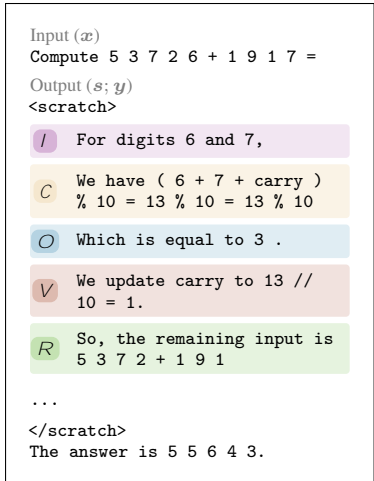 Input (x)
Compute 5 3 7 2 6 + 1 9 1 7 =
Output (s; y)
<scratch>
I For digits 6 and 7,
C We have ( 6 + 7 + carry )
% 10 = 13 % 10 = 13 % 10
O Which is equal to 3 .
V We update carry to 13 //
10 = 1.
R So, the remaining input is
5 3 7 2 + 1 9 1
...
</scratch>
The answer is 5 5 6 4 3.